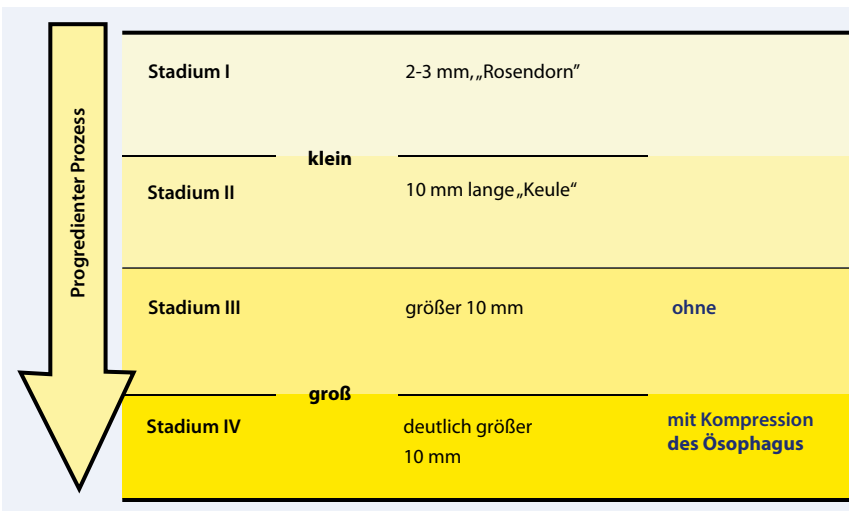 Progredienter Prozess
Stadium I
2-3 mm, „Rosendorn”
klein
Stadium II
10 mm lange „Keule“
Stadium III
größer 10 mm
ohne
groß
Stadium IV
deutlich größer
10 mm
mit Kompression
des Ösophagus